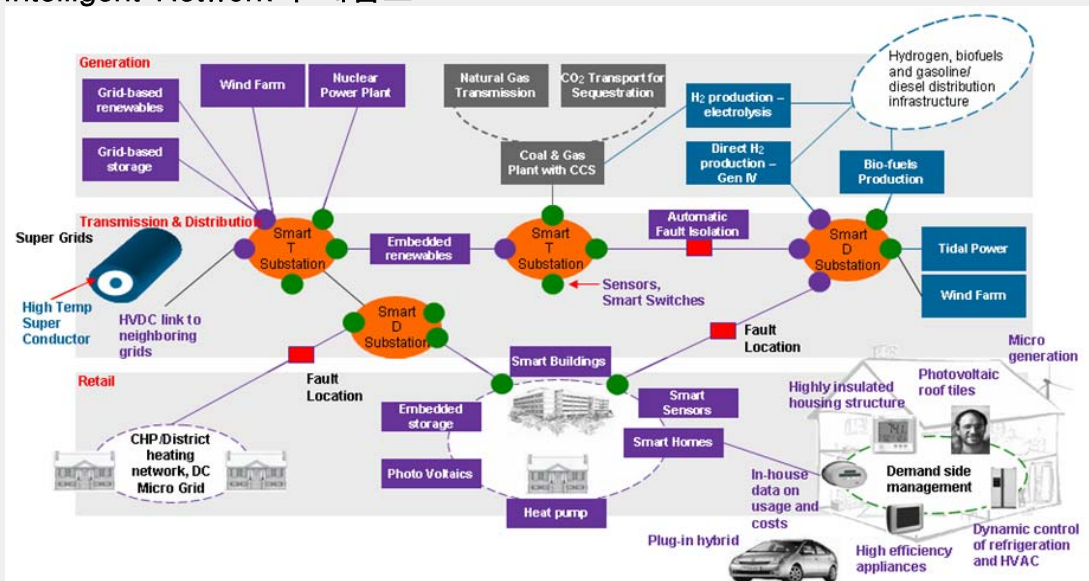 Intelligent Network
Generation
Grid-based
renewables
Wind Farm
Nuclear
Power Plant
Natural Gas
Transmission
CO2 Transport for
Sequestration
H2 production –
electrolysis
Hydrogen, biofuels
and gasoline/
diesel distribution
infrastructure
Grid-based
storage
Coal & Gas
Plant with CCS
Direct H2
production –
Gen IV
Bio-fuels
Production
Transmission & Distribution
Super Grids
Smart
T
Substation
Embedded
renewables
Smart
T
Substation
Automatic
Fault Isolation
Smart
D
Substation
Tidal Power
Wind Farm
High Temp
Super
Conductor
HVDC link to
neighboring
grids
Smart
D
Substation
Sensors,
Smart Switches
Fault
Location
Retail
Fault
Location
Smart Buildings
Embedded
storage
Smart
Sensors
Smart Homes
Photo Voltaics
Heat pump
CHP/District
heating
network, DC
Micro Grid
Micro
generation
Photovoltaic
roof tiles
Highly insulated
housing structure
Demand side
management
In-house
data on
usage and
costs
Plug-in hybrid
High efficiency
appliances
Dynamic control
of refrigeration
and HVAC